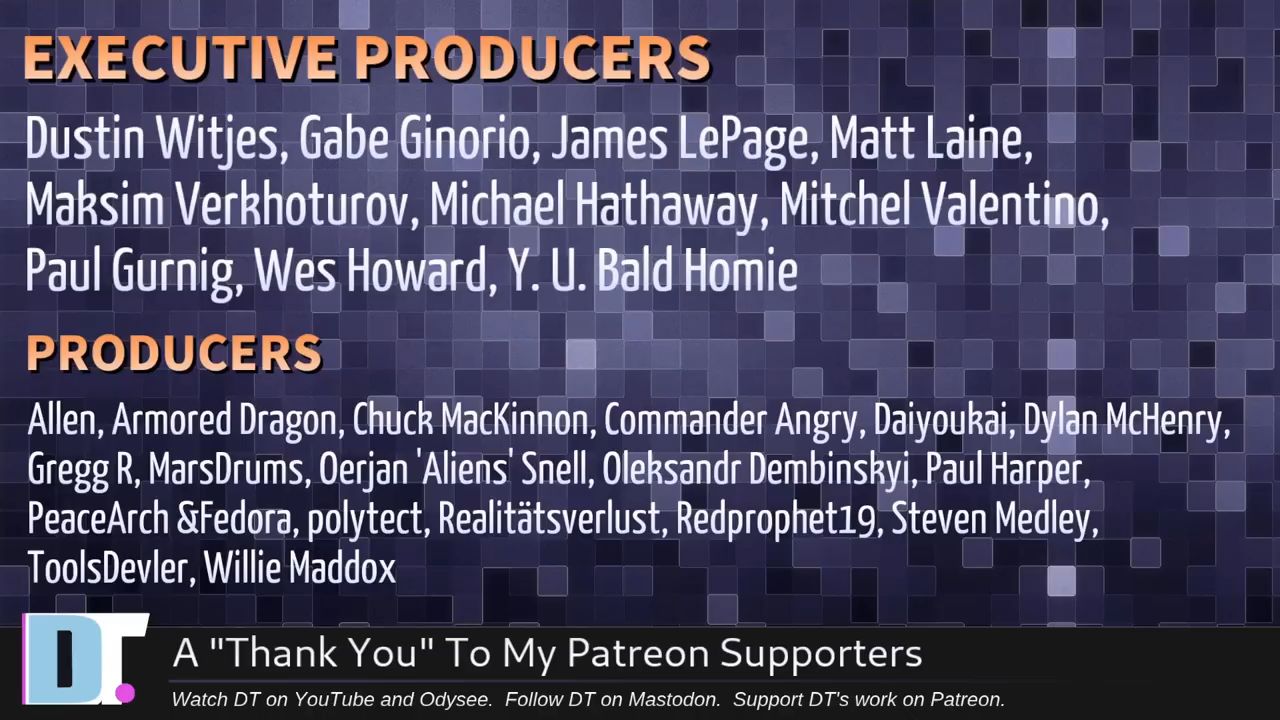 EXECUTIVE PRODUCERS
Dustin Witjes, Gabe Ginorio, James LePage, Matt Laine,
Maksim Verkhoturov, Michael Hathaway, Mitchel Valentino,
Paul Gurnig, Wes Howard, Y. U. Bald Homie
PRODUCERS
Allen, Armored Dragon, Chuck MacKinnon, Commander Angry, Daiyoukai, Dylan McHenry,
Gregg R, MarsDrums, Oerjan 'Aliens' Snell, Oleksandr Dembinskyi, Paul Harper,
PeaceArch &Fedora, polytect, Realitätsverlust, Redprophet19, Steven Medley,
ToolsDevler, Willie Maddox
DT.
A "Thank You" To My Patreon Supporters
Watch DT on YouTube and Odysee. Follow DT on Mastodon. Support DT's work on Patreon.